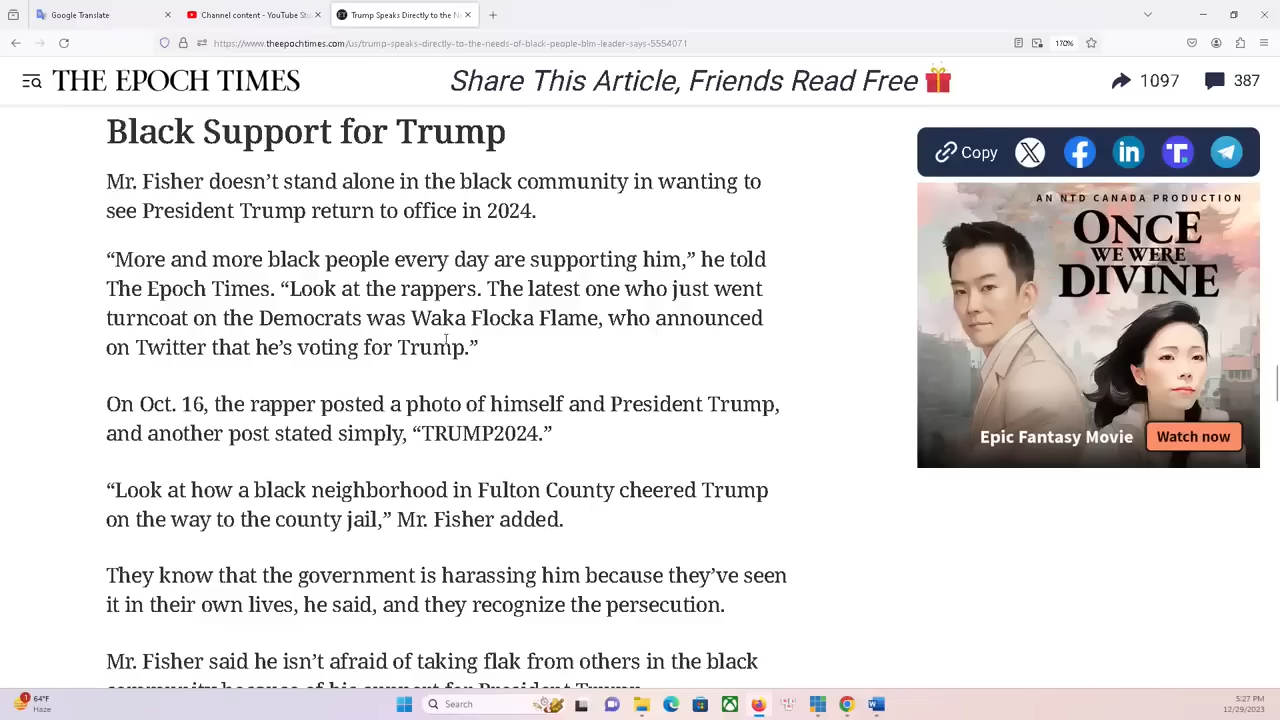 Google Translate
Channel content - YouTube Stu
Trump Speaks Directly to the N
https://www.theepochtimes.com/us/trump-speaks-directly-to-the-needs-of-black-people-blm-leader-says-5554071
170%
THE EPOCH TIMES
Share This Article, Friends Read Free
1097
387
Black Support for Trump
Mr. Fisher doesn’t stand alone in the black community in wanting to
see President Trump return to office in 2024.
“More and more black people every day are supporting him,” he told
The Epoch Times. “Look at the rappers. The latest one who just went
turncoat on the Democrats was Waka Flocka Flame, who announced
on Twitter that he’s voting for Trump.”
On Oct. 16, the rapper posted a photo of himself and President Trump,
and another post stated simply, “TRUMP2024.”
“Look at how a black neighborhood in Fulton County cheered Trump
on the way to the county jail,” Mr. Fisher added.
They know that the government is harassing him because they’ve seen
it in their own lives, he said, and they recognize the persecution.
Mr. Fisher said he isn’t afraid of taking flak from others in the black
community because of his support for President Trump.
Copy
AN NTD CANADA PRODUCTION
ONCE
WE WERE
DIVINE
Epic Fantasy Movie
Watch now
1
64°F
Haze
Search
5:27 PM
12/29/2023